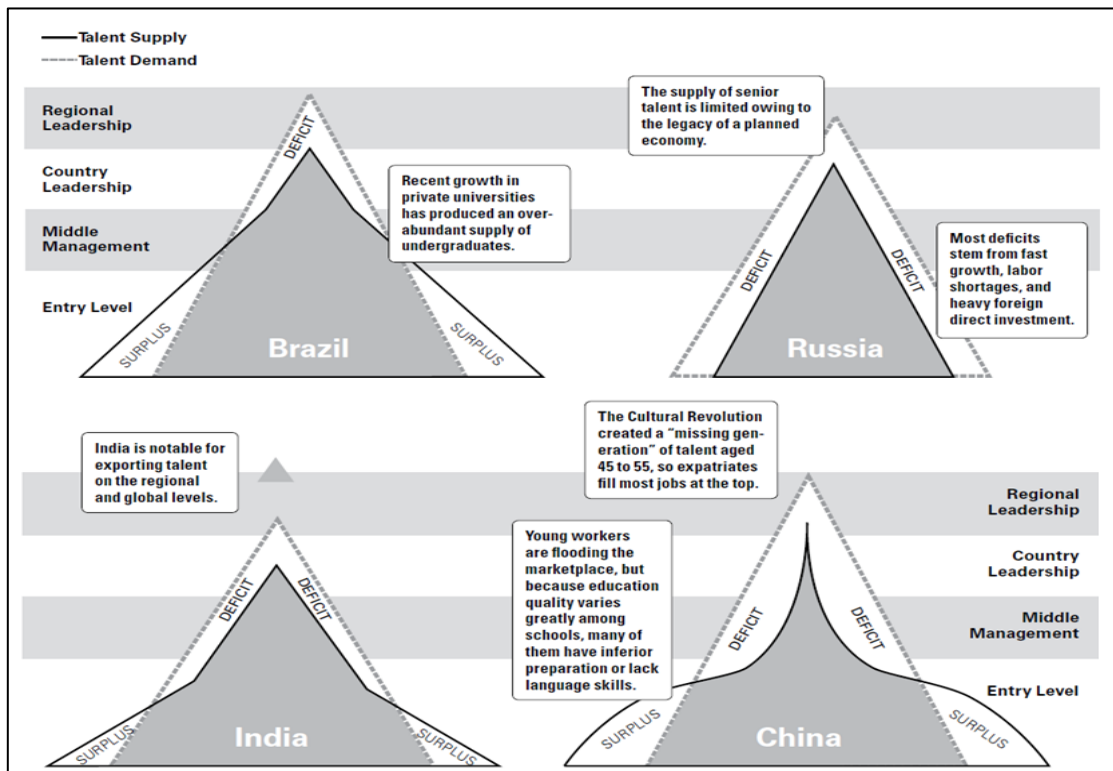 Talent Supply
Talent Demand
Regional
Leadership
Country
Leadership
Middle
Management
Entry Level
DEFICIT
SURPLUS
SURPLUS
Brazil
Recent growth in
private universities
has produced an over-
abundant supply of
undergraduates.
The supply of senior
talent is limited owing to
the legacy of a planned
economy.
DEFICIT
DEFICIT
Russia
Most deficits
stem from fast
growth, labor
shortages, and
heavy foreign
direct investment.
India is notable for
exporting talent
on the regional
and global levels.
DEFICIT
DEFICIT
SURPLUS
SURPLUS
India
The Cultural Revolution
created a “missing gen-
eration” of talent aged
45 to 55, so expatriates
fill most jobs at the top.
Young workers
are flooding the
marketplace, but
because education
quality varies
greatly among
schools, many of
them have inferior
preparation or lack
language skills.
DEFICIT
DEFICIT
SURPLUS
SURPLUS
China
Regional
Leadership
Country
Leadership
Middle
Management
Entry Level